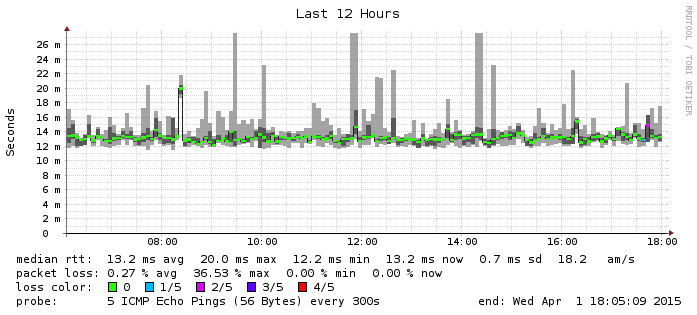 Last 12 Hours
RRDTOOL / TOBI OETIKER
Seconds
26 m
24 m
22 m
20 m
18 m
16 m
14 m
12 m
10 m
8 m
6 m
4 m
2 m
0
08:00 10:00 12:00 14:00 16:00 18:00
median rtt: 13.2 ms avg 20.0 ms max 12.2 ms min 13.2 ms now 0.7 ms sd 18.2 am/s
packet loss: 0.27 % avg 36.53 % max 0.00 % min 0.00 % now
loss color: 0 1/5 2/5 3/5 4/5
probe: 5 ICMP Echo Pings (56 Bytes) every 300s end: Wed Apr 1 18:05:09 2015